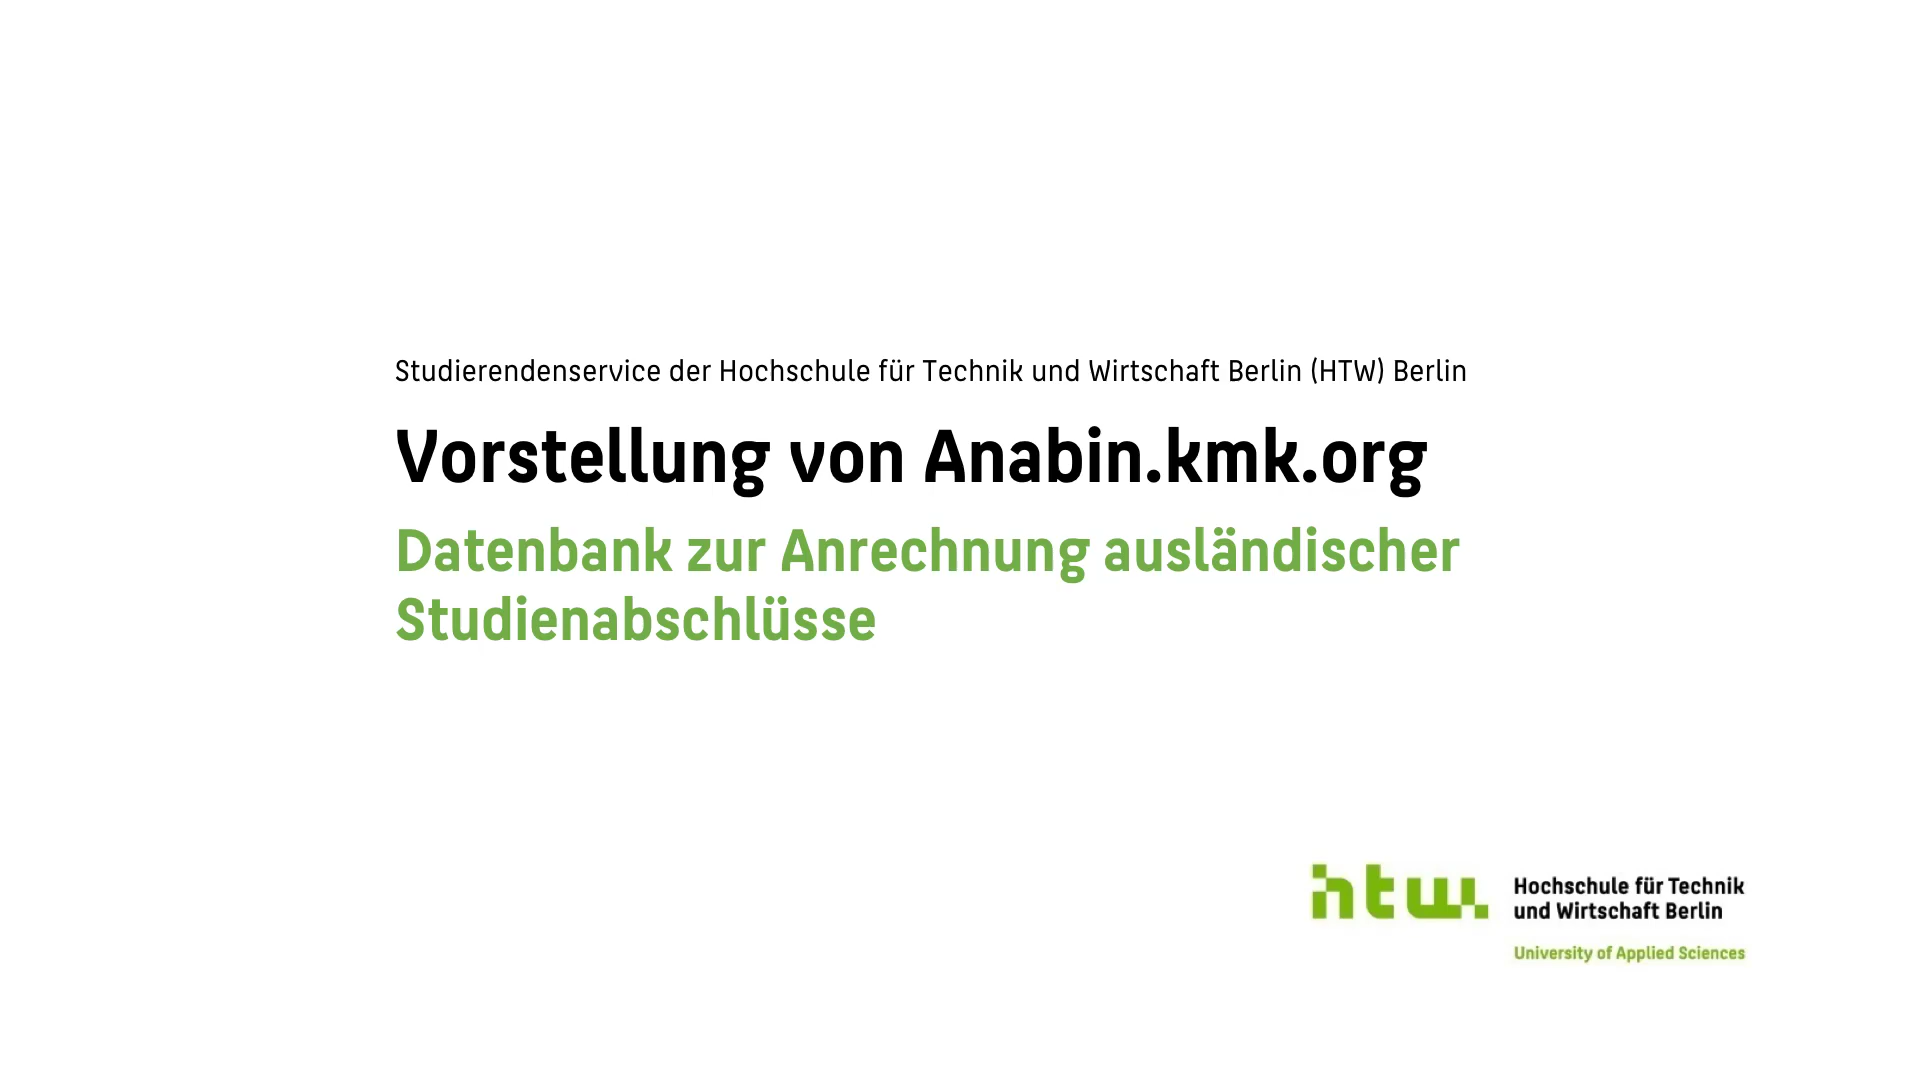 Studierendenservice der Hochschule für Technik und Wirtschaft Berlin (HTW) Berlin
Vorstellung von Anabin.kmk.org
Datenbank zur Anrechnung ausländischer
Studienabschlüsse
htw.
Hochschule für Technik
und Wirtschaft Berlin
University of Applied Sciences